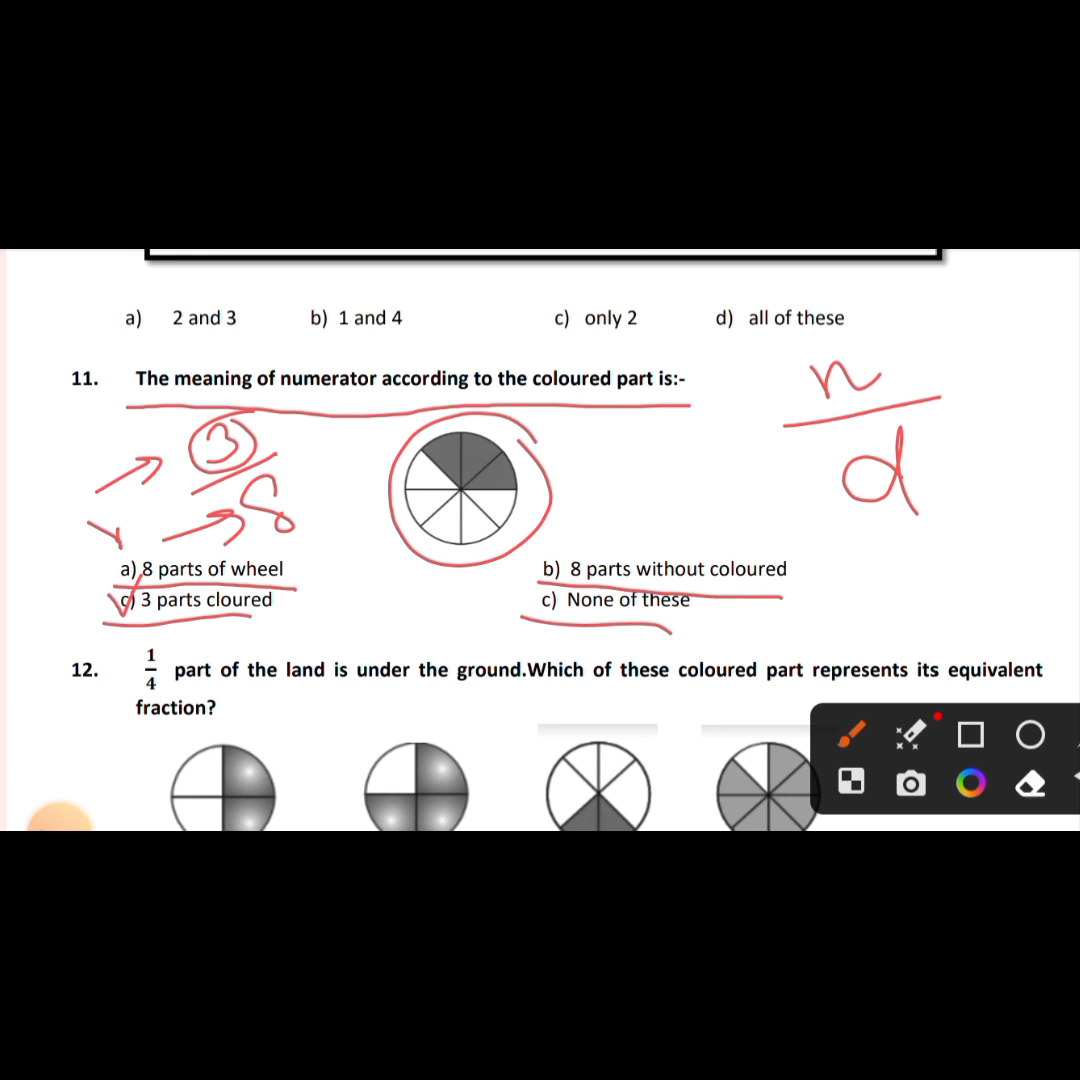 a) 2 and 3 b) 1 and 4 c) only 2 d) all of these
11. The meaning of numerator according to the coloured part is:-
n
3
d
8
a) 8 parts of wheel b) 8 parts without coloured
c) 3 parts cloured c) None of these
12. 1/4 part of the land is under the ground.Which of these coloured part represents its equivalent
fraction?